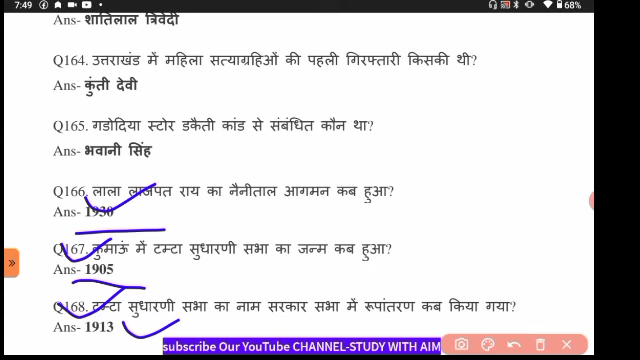 7:49
68%
Ans- शांतिलाल त्रिवेदी
Q164. उत्तराखंड में महिला सत्याग्रहिओं की पहली गिरफ्तारी किसकी थी?
Ans- कुंती देवी
Q165. गडोदिया स्टोर डकैती कांड से संबंधित कौन था?
Ans- भवानी सिंह
Q166. लाला लाजपत राय का नैनीताल आगमन कब हुआ?
Ans- 1930
Q167. कुमाऊं में टम्टा सुधारणी सभा का जन्म कब हुआ?
Ans- 1905
Q168. टम्टा सुधारणी सभा का नाम सरकार सभा में रूपांतरण कब किया गया?
Ans- 1913
subscribe Our YouTube CHANNEL-STUDY WITH AIM